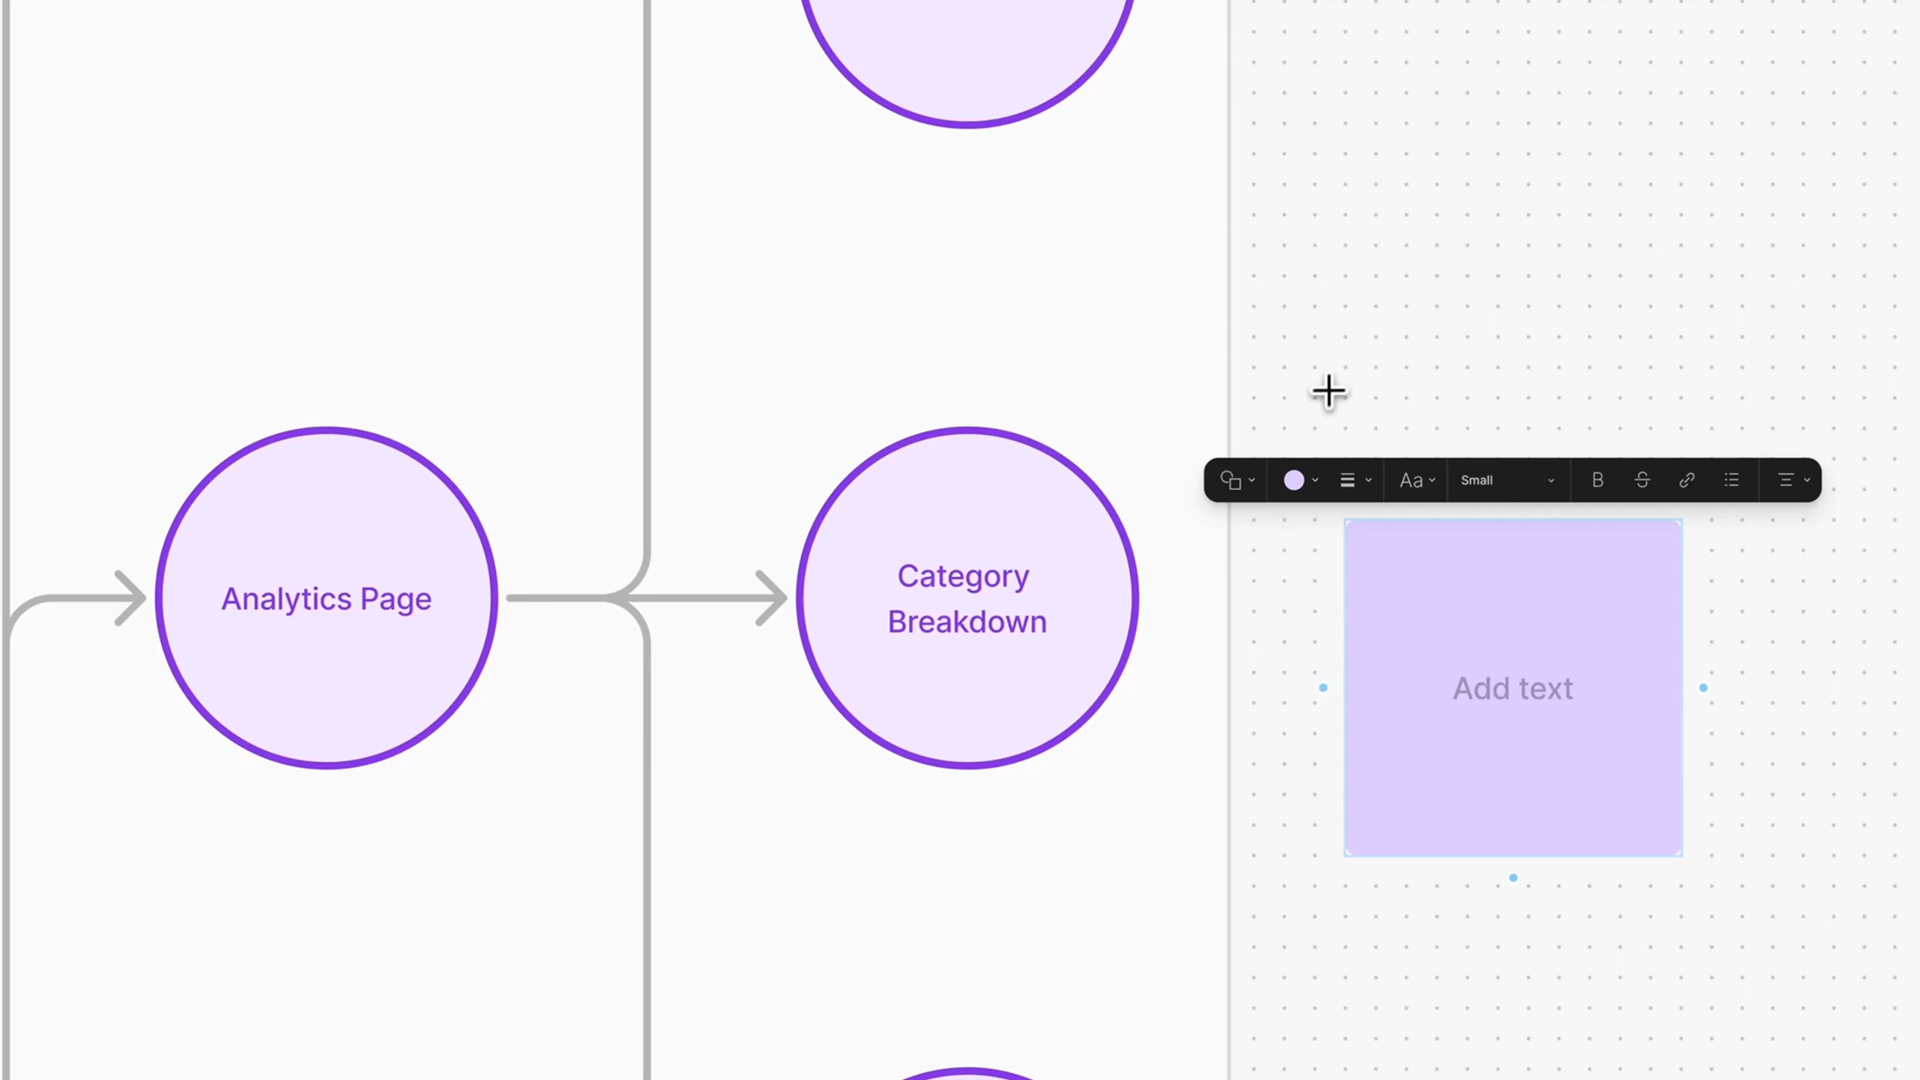 Aa
Small
B
S
Analytics Page
Category
Breakdown
Add text